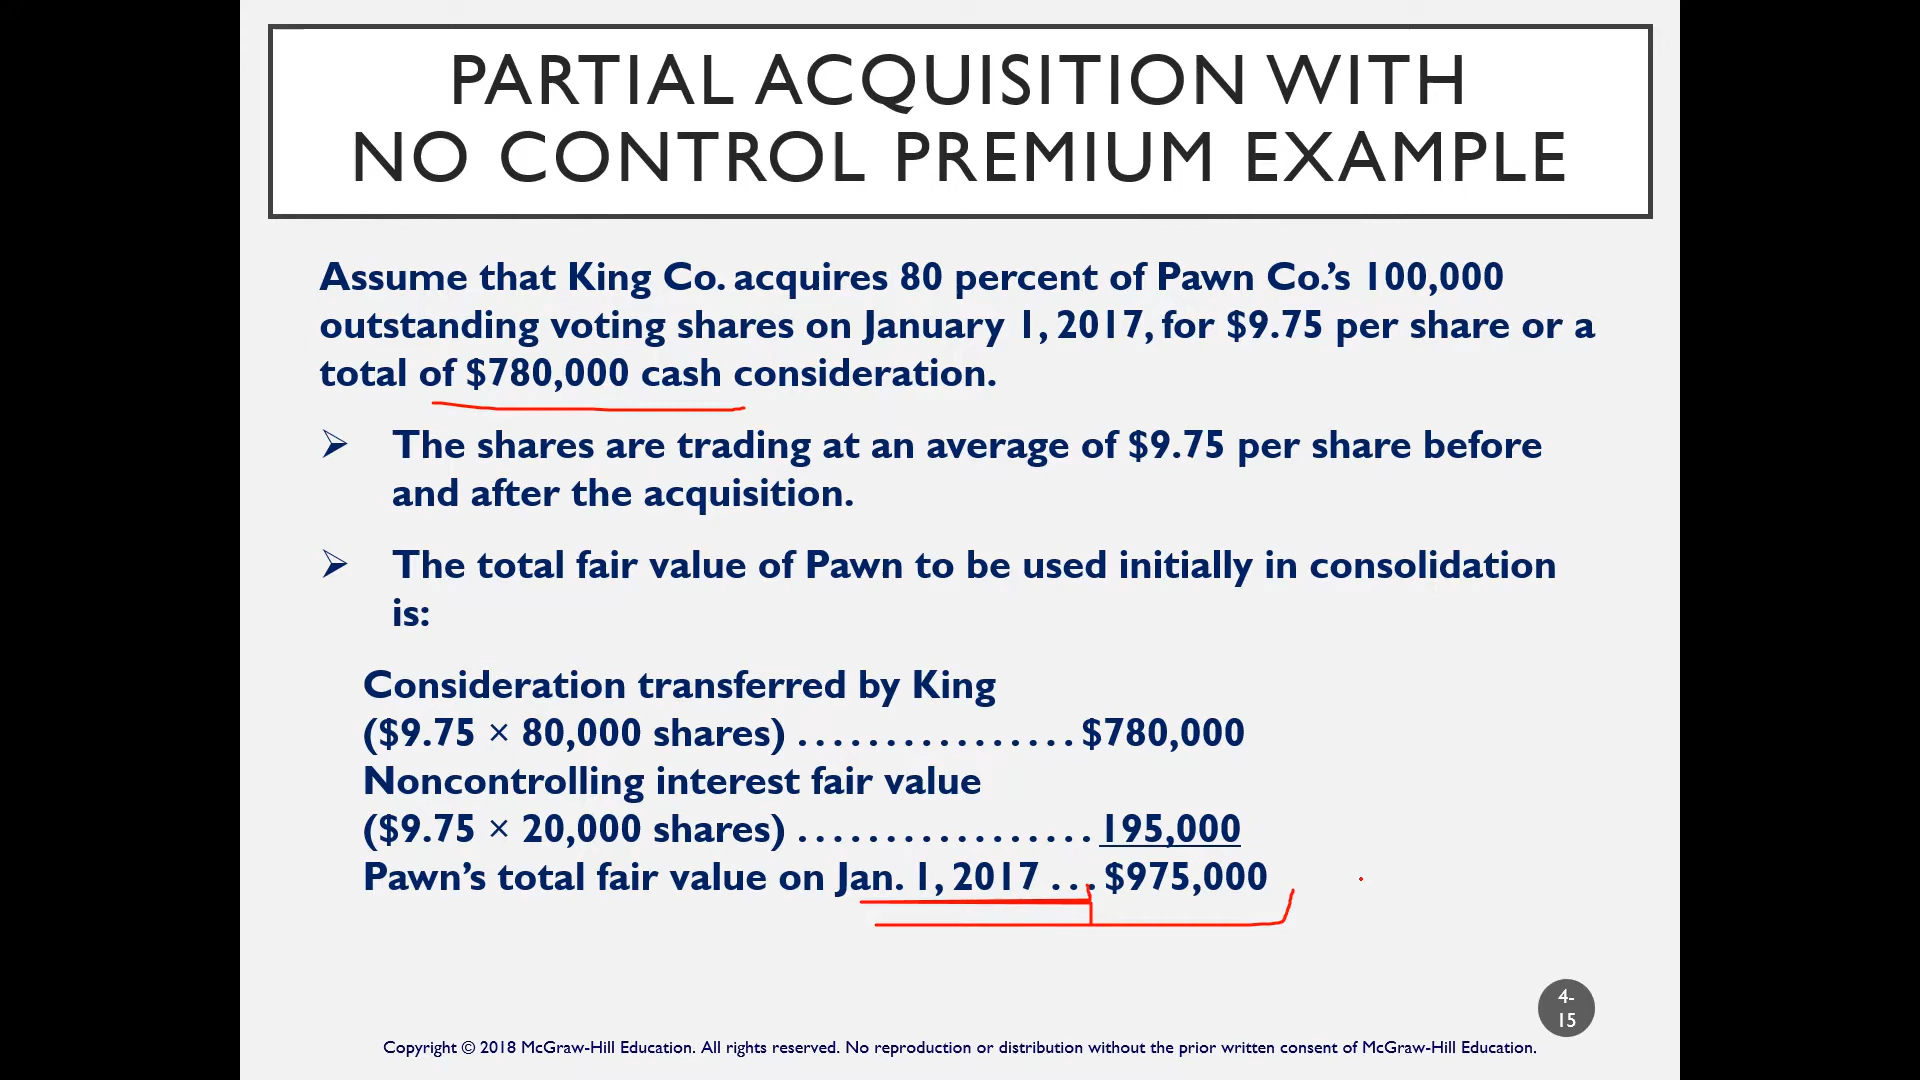 PARTIAL ACQUISITION WITH
NO CONTROL PREMIUM EXAMPLE
Assume that King Co. acquires 80 percent of Pawn Co.’s 100,000
outstanding voting shares on January 1, 2017, for $9.75 per share or a
total of $780,000 cash consideration.
➢ The shares are trading at an average of $9.75 per share before
and after the acquisition.
➢ The total fair value of Pawn to be used initially in consolidation
is:
Consideration transferred by King
($9.75 × 80,000 shares) . . . . . . . . . . . . . . . . $780,000
Noncontrolling interest fair value
($9.75 × 20,000 shares) . . . . . . . . . . . . . . . . . 195,000
Pawn’s total fair value on Jan. 1, 2017 . . . $975,000
4-
15
Copyright © 2018 McGraw-Hill Education. All rights reserved. No reproduction or distribution without the prior written consent of McGraw-Hill Education.